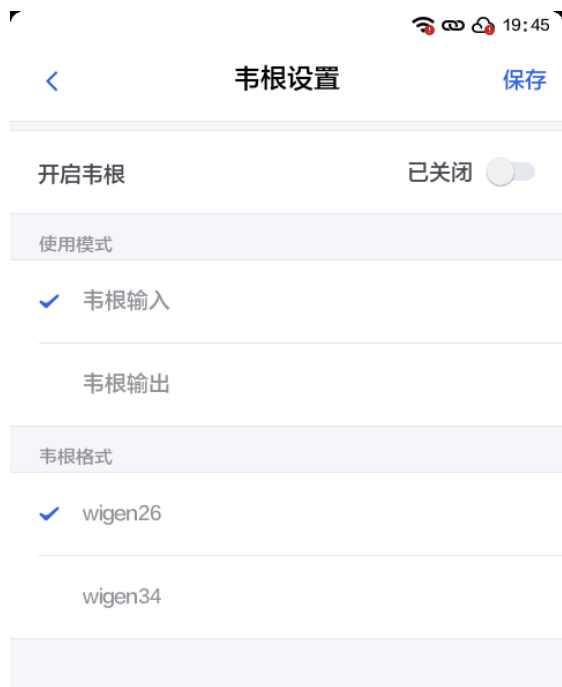 19:45
韦根设置 保存
开启韦根 已关闭
使用模式
韦根输入
韦根输出
韦根格式
wigen26
wigen34